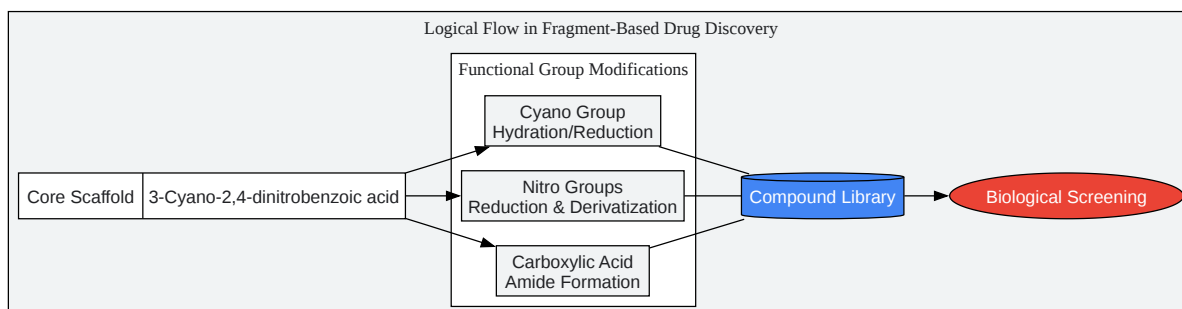 Logical Flow in Fragment-Based Drug Discovery
Functional Group Modifications
Cyano Group
Hydration/Reduction
Core Scaffold
3-Cyano-2,4-dinitrobenzoic acid
Nitro Groups
Reduction & Derivatization
Compound Library
Biological Screening
Carboxylic Acid
Amide Formation